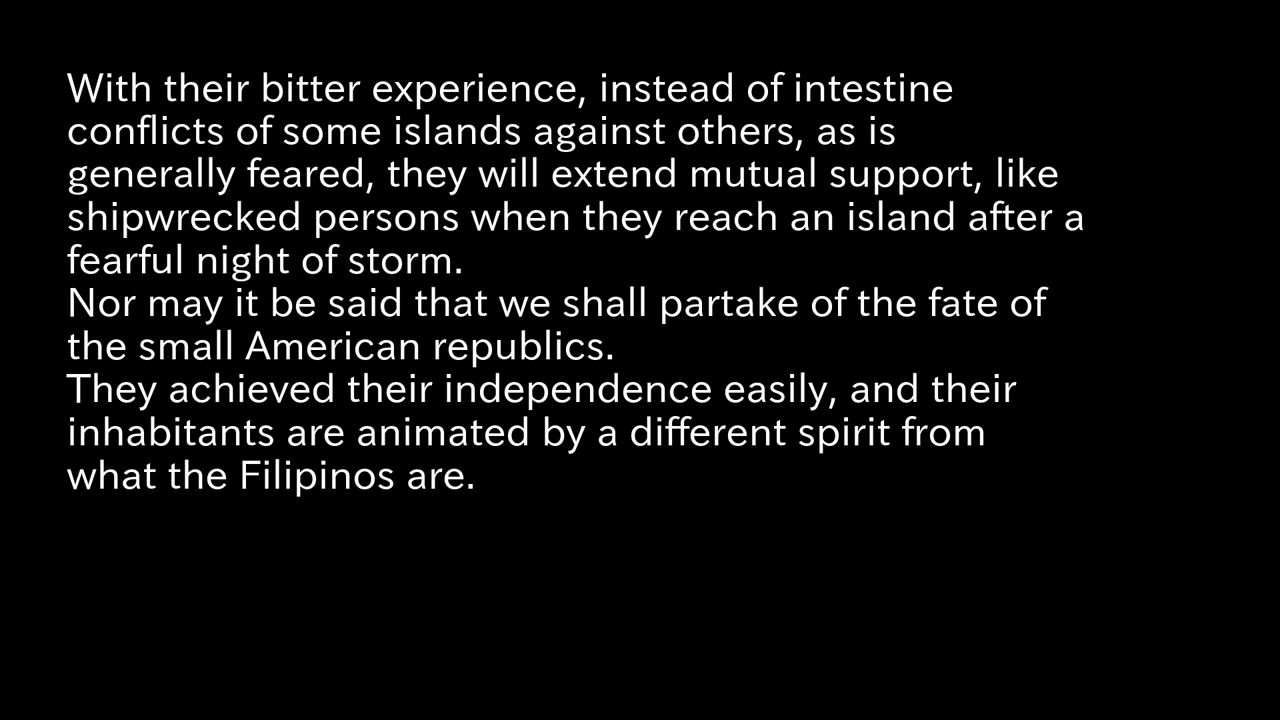 With their bitter experience, instead of intestine
conflicts of some islands against others, as is
generally feared, they will extend mutual support, like
shipwrecked persons when they reach an island after a
fearful night of storm.
Nor may it be said that we shall partake of the fate of
the small American republics.
They achieved their independence easily, and their
inhabitants are animated by a different spirit from
what the Filipinos are.